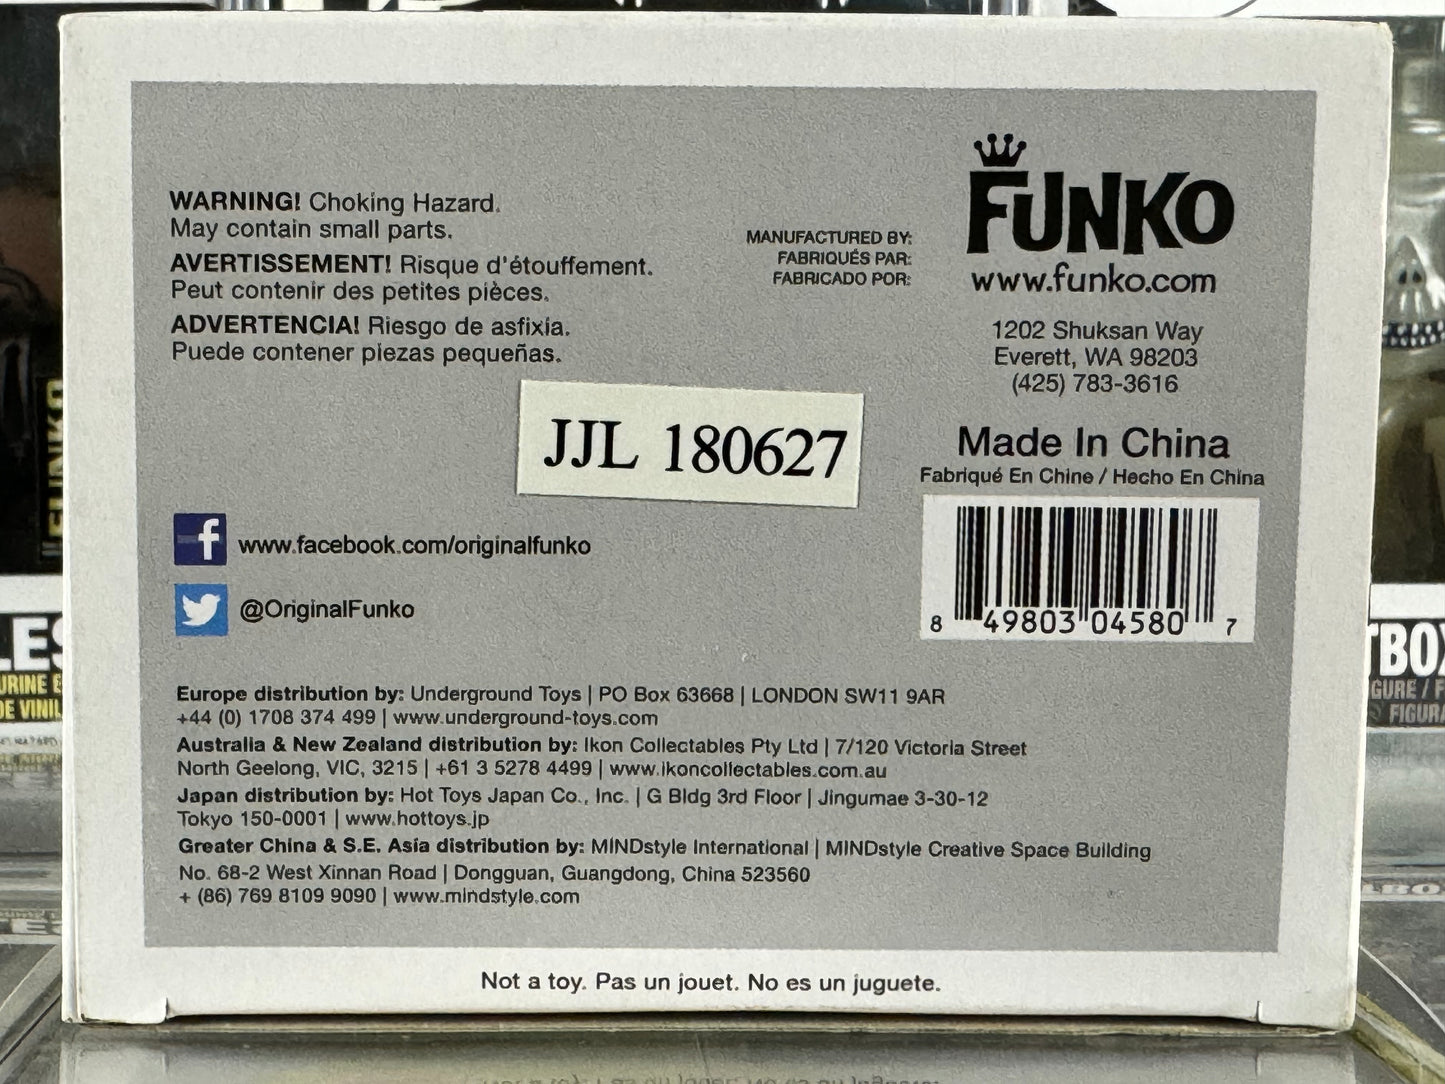 WARNING! Choking Hazard.
May contain small parts.
AVERTISSEMENT! Risque d'étouffement.
Peut contenir des petites pièces.
ADVERTENCIA! Riesgo de asfixia.
Puede contener piezas pequeñas.
MANUFACTURED BY:
FABRIQUÉS PAR:
FABRICADO POR:
FUNKO
www.funko.com
1202 Shuksan Way
Everett, WA 98203
(425) 783-3616
JJL 180627
Made In China
Fabriqué En Chine / Hecho En China
8 49803 04580 7
f www.facebook.com/originalfunko
@OriginalFunko
Europe distribution by: Underground Toys | PO Box 63668 | LONDON SW11 9AR
+44 (0) 1708 374 499 | www.underground-toys.com
Australia & New Zealand distribution by: Ikon Collectables Pty Ltd | 7/120 Victoria Street
North Geelong, VIC, 3215 | +61 3 5278 4499 | www.ikoncollectables.com.au
Japan distribution by: Hot Toys Japan Co., Inc. | G Bldg 3rd Floor | Jingumae 3-30-12
Tokyo 150-0001 | www.hottoys.jp
Greater China & S.E. Asia distribution by: MINDstyle International | MINDstyle Creative Space Building
No. 68-2 West Xinnan Road | Dongguan, Guangdong, China 523560
+ (86) 769 8109 9090 | www.mindstyle.com
Not a toy. Pas un jouet. No es un juguete.
FUNKO